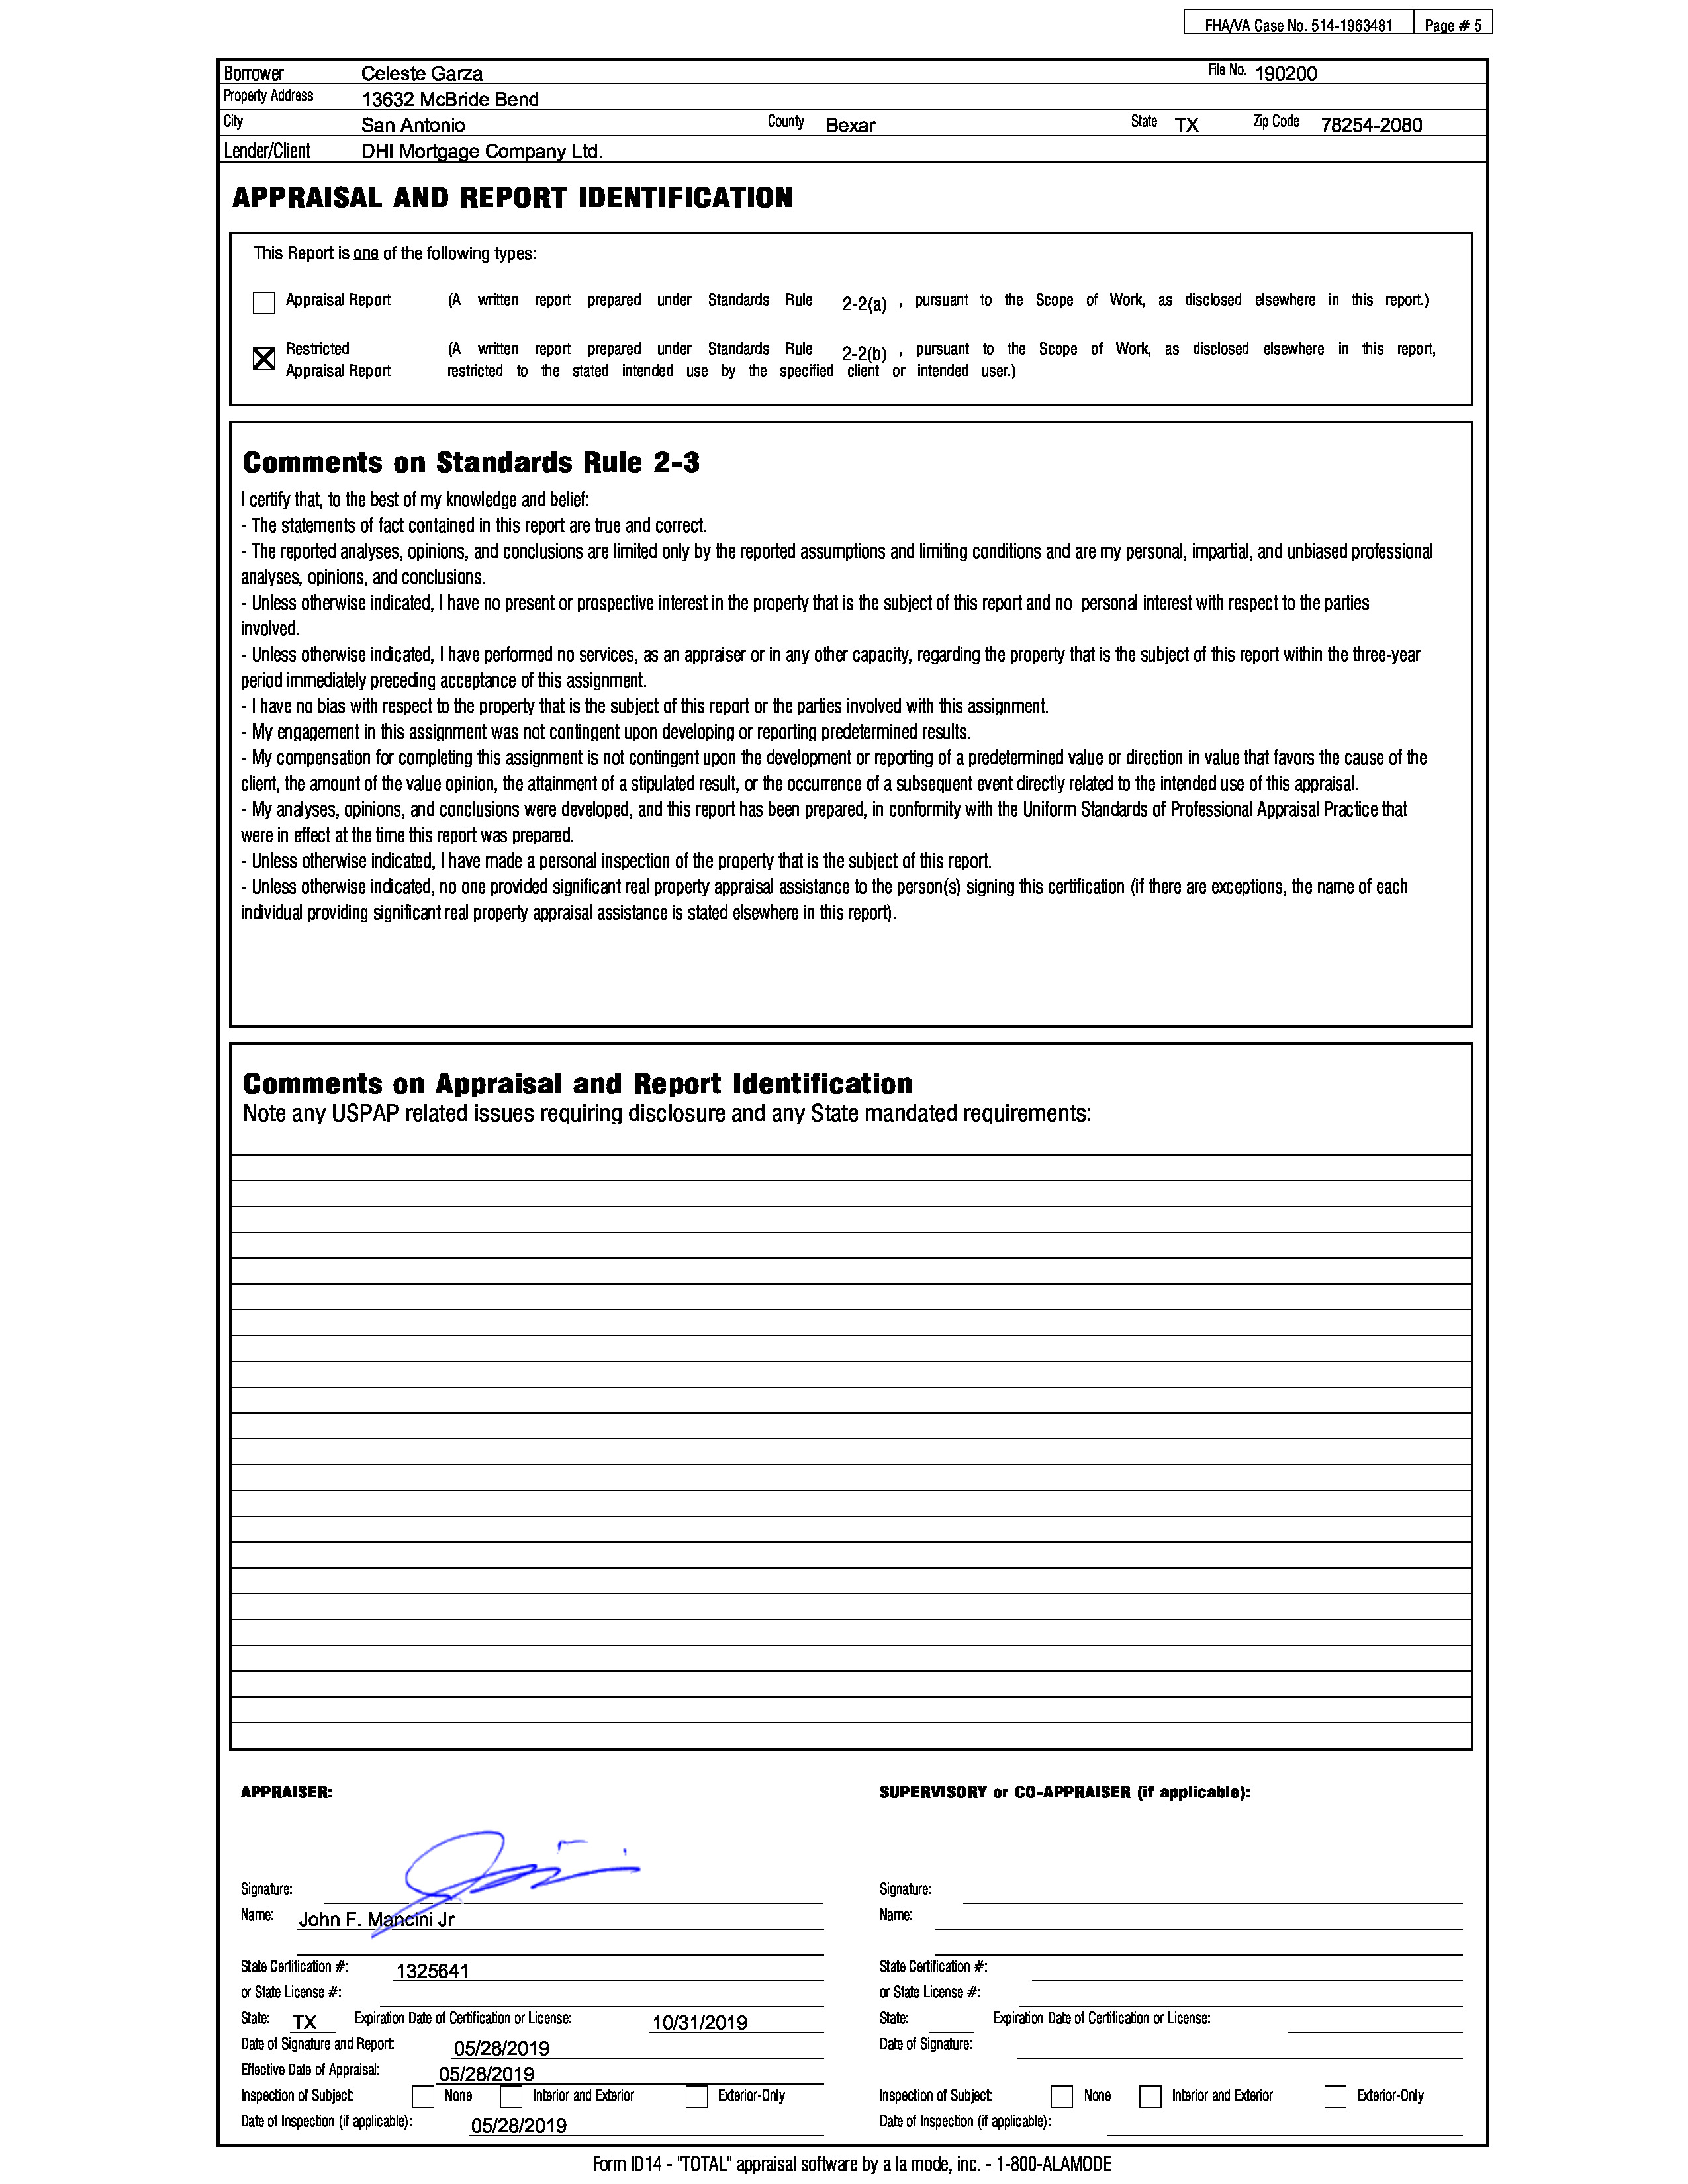 FHA/VA Case No. 514-1963481 Page # 5
Borrower Celeste Garza File No. 190200
Property Address 13632 McBride Bend
City San Antonio County Bexar State TX Zip Code 78254-2080
Lender/Client DHI Mortgage Company Ltd.
APPRAISAL AND REPORT IDENTIFICATION
This Report is one of the following types:
Appraisal Report (A written report prepared under Standards Rule 2-2(a) , pursuant to the Scope of Work, as disclosed elsewhere in this report.)
Restricted (A written report prepared under Standards Rule 2-2(b) , pursuant to the Scope of Work, as disclosed elsewhere in this report,
Appraisal Report restricted to the stated intended use by the specified client or intended user.)
Comments on Standards Rule 2-3
I certify that, to the best of my knowledge and belief:
- The statements of fact contained in this report are true and correct.
- The reported analyses, opinions, and conclusions are limited only by the reported assumptions and limiting conditions and are my personal, impartial, and unbiased professional
analyses, opinions, and conclusions.
- Unless otherwise indicated, I have no present or prospective interest in the property that is the subject of this report and no personal interest with respect to the parties
involved.
- Unless otherwise indicated, I have performed no services, as an appraiser or in any other capacity, regarding the property that is the subject of this report within the three-year
period immediately preceding acceptance of this assignment.
- I have no bias with respect to the property that is the subject of this report or the parties involved with this assignment.
- My engagement in this assignment was not contingent upon developing or reporting predetermined results.
- My compensation for completing this assignment is not contingent upon the development or reporting of a predetermined value or direction in value that favors the cause of the
client, the amount of the value opinion, the attainment of a stipulated result, or the occurrence of a subsequent event directly related to the intended use of this appraisal.
- My analyses, opinions, and conclusions were developed, and this report has been prepared, in conformity with the Uniform Standards of Professional Appraisal Practice that
were in effect at the time this report was prepared.
- Unless otherwise indicated, I have made a personal inspection of the property that is the subject of this report.
- Unless otherwise indicated, no one provided significant real property appraisal assistance to the person(s) signing this certification (if there are exceptions, the name of each
individual providing significant real property appraisal assistance is stated elsewhere in this report).
Comments on Appraisal and Report Identification
Note any USPAP related issues requiring disclosure and any State mandated requirements:
APPRAISER: SUPERVISORY or CO-APPRAISER (if applicable):
Signature: Signature:
Name: John F. Mancini Jr Name:
State Certification #: 1325641 State Certification #:
or State License #: or State License #:
State: TX Expiration Date of Certification or License: 10/31/2019 State: Expiration Date of Certification or License:
Date of Signature and Report: 05/28/2019 Date of Signature:
Effective Date of Appraisal: 05/28/2019
Inspection of Subject: None Interior and Exterior Exterior-Only Inspection of Subject: None Interior and Exterior Exterior-Only
Date of Inspection (if applicable): 05/28/2019 Date of Inspection (if applicable):
Form ID14 - "TOTAL" appraisal software by a la mode, inc. - 1-800-ALAMODE